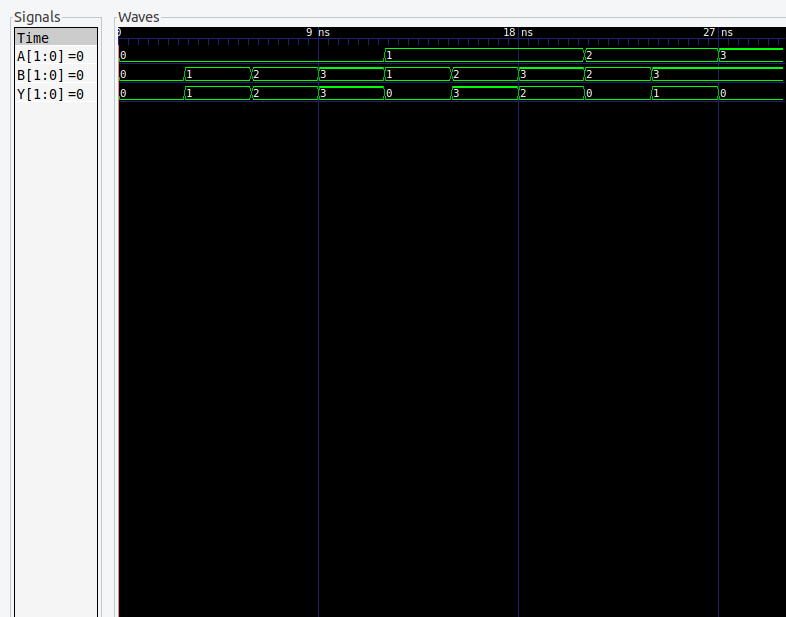 Signals Waves
Time 0 9 ns 18 ns 27 ns
A[1:0] =0 0 1 2 3
B[1:0] =0 0 1 2 3 1 2 3 2 3
Y[1:0] =0 0 1 2 3 0 3 2 0 1 0